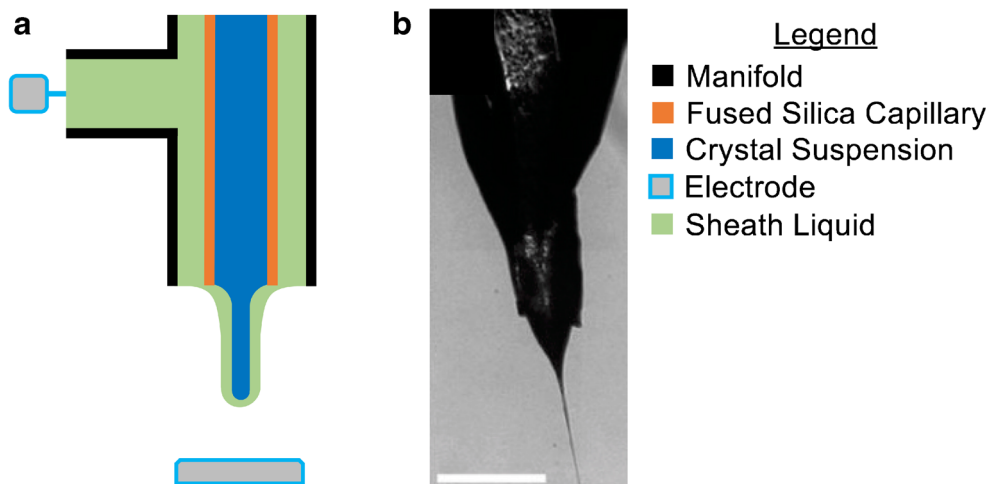 a
b
Legend
Manifold
Fused Silica Capillary
Crystal Suspension
Electrode
Sheath Liquid